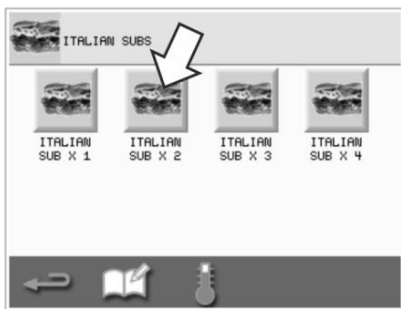 ITALIAN SUBS
ITALIAN
SUB X 1
ITALIAN
SUB X 2
ITALIAN
SUB X 3
ITALIAN
SUB X 4